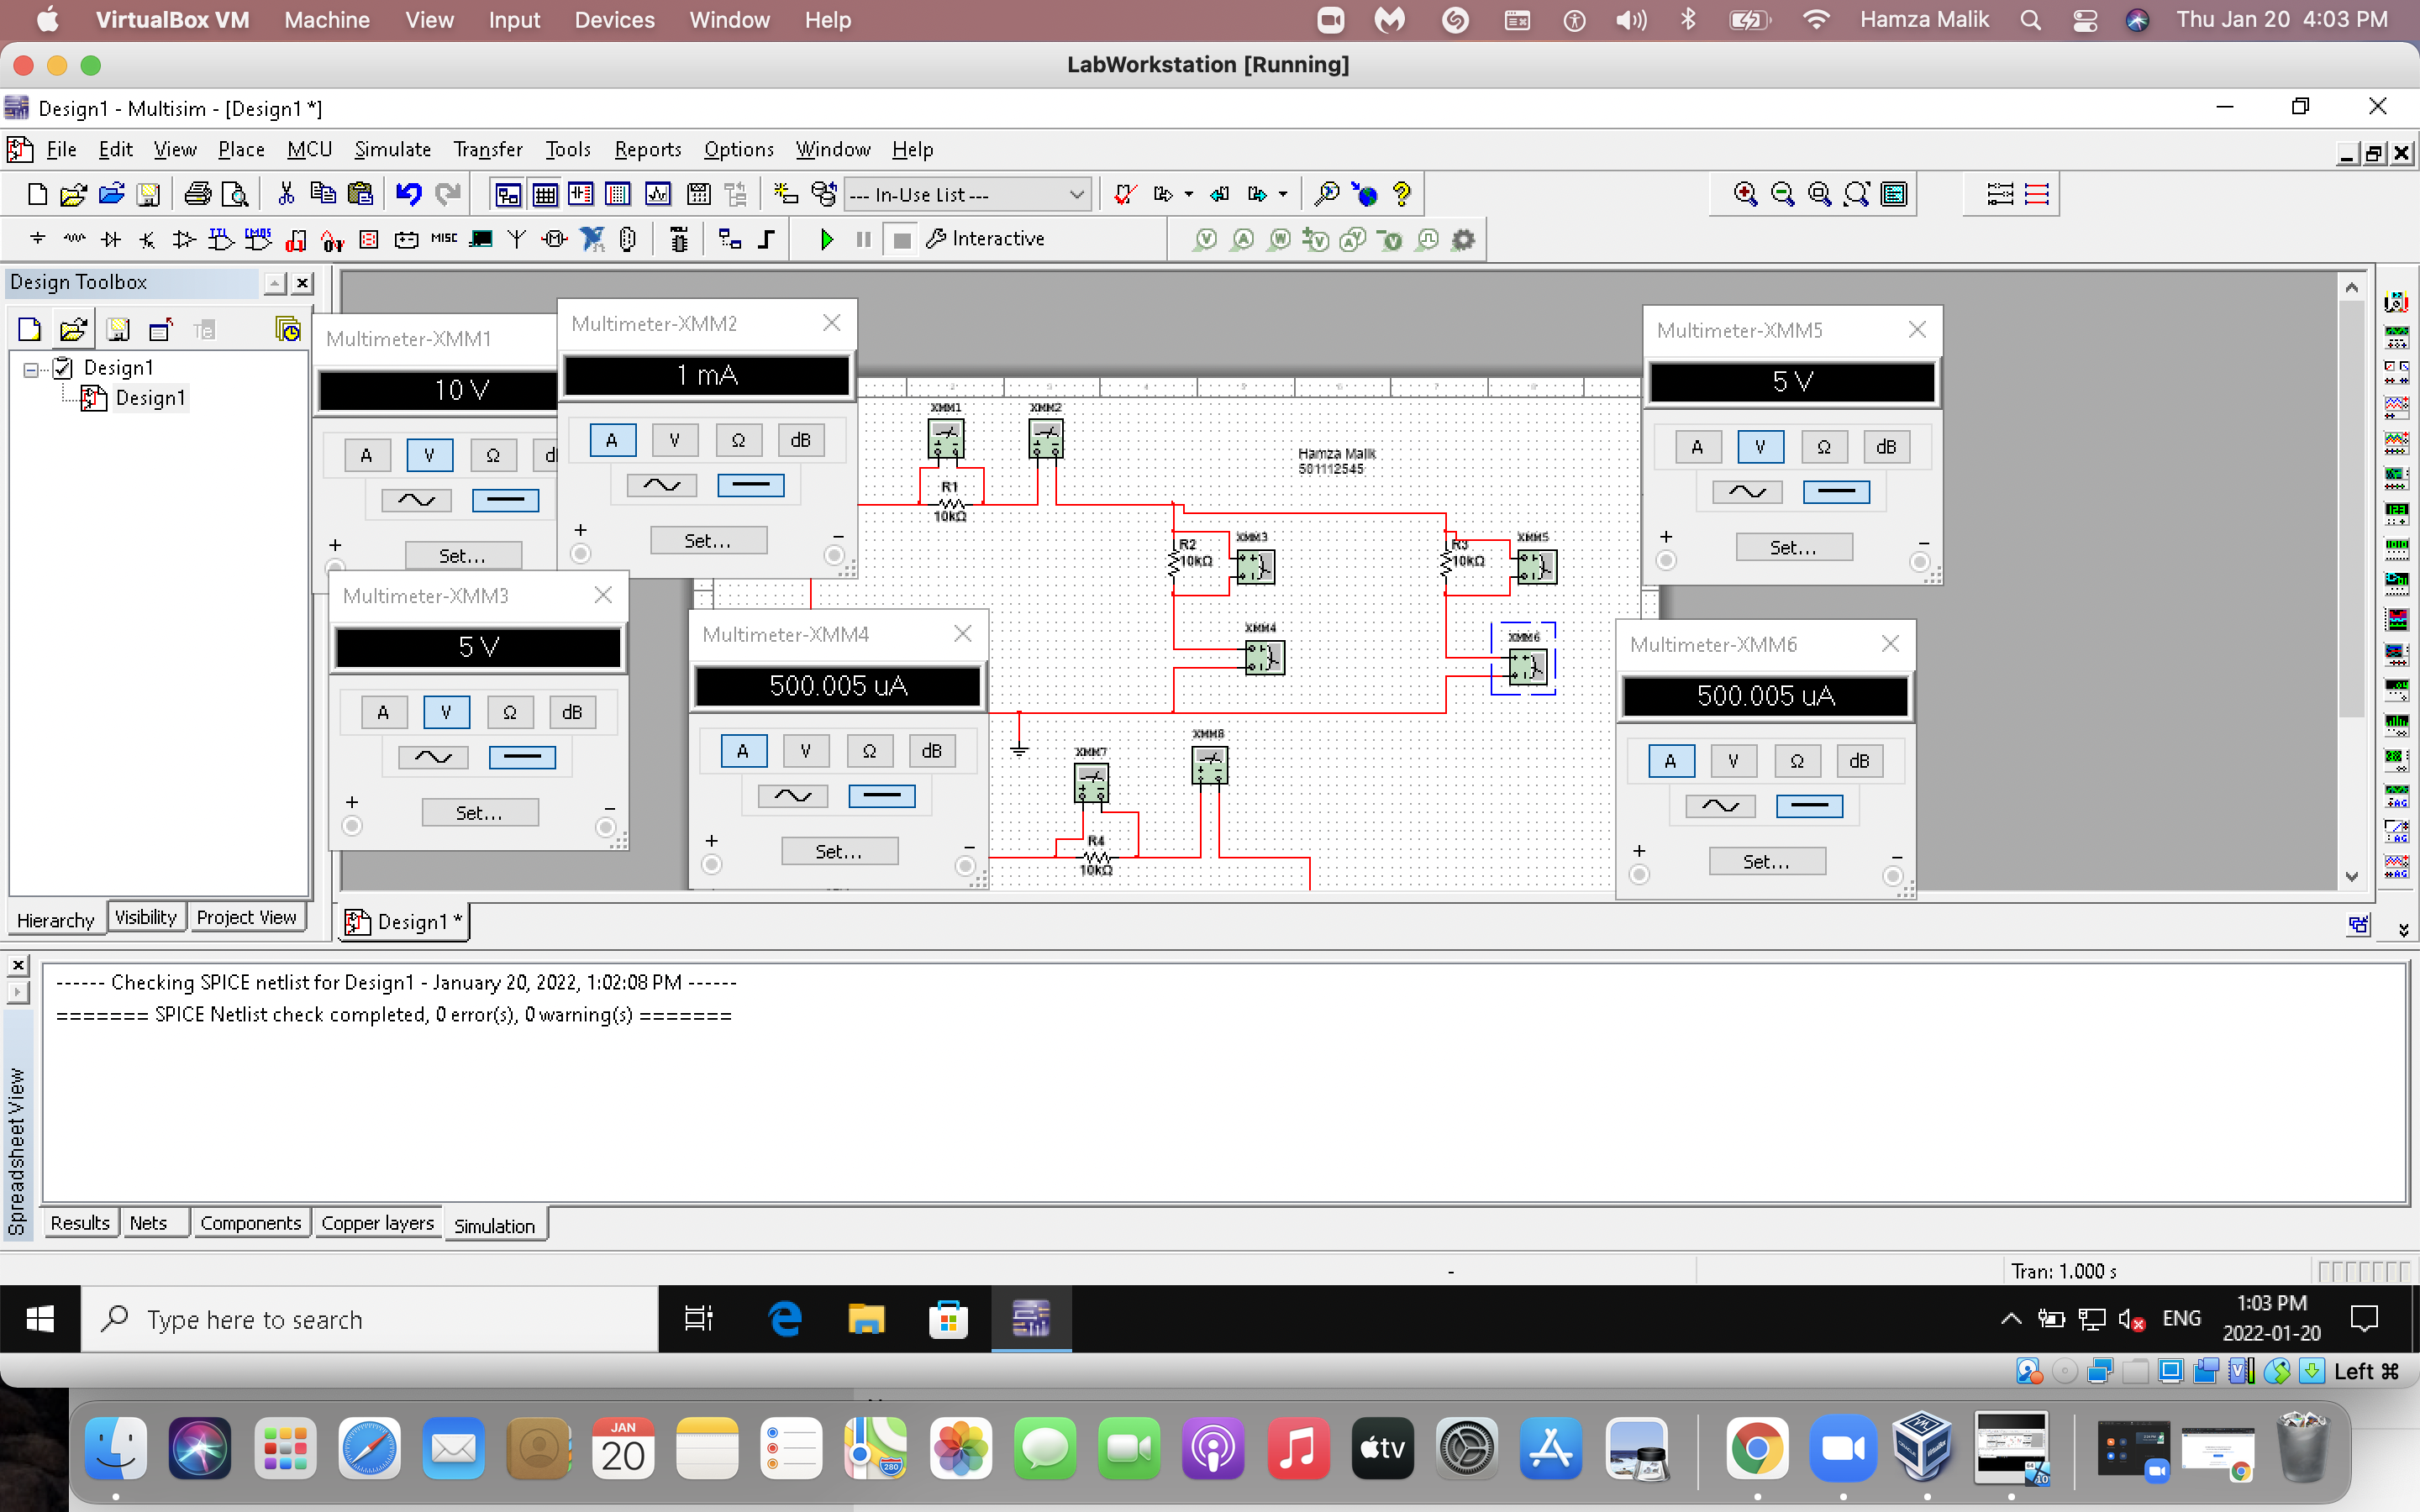 VirtualBox VM Machine View Input Devices Window Help Hamza Malik Thu Jan 20 4:03 PM
LabWorkstation [Running]
Design1 - Multisim - [Design1 *]
File Edit View Place MCU Simulate Transfer Tools Reports Options Window Help
--- In-Use List ---
MISC Interactive
Design Toolbox
Design1
Design1
Hierarchy Visibility Project View
Multimeter-XMM1
10 V
A V Ω
+
Set...
Multimeter-XMM2
1 mA
A V Ω dB
+ Set... -
Multimeter-XMM3
5 V
A V Ω dB
+ Set... -
Multimeter-XMM4
500.005 uA
A V Ω dB
+ Set... -
Multimeter-XMM5
5 V
A V Ω dB
+ Set... -
Multimeter-XMM6
500.005 uA
A V Ω dB
+ Set... -
XMM1 XMM2
Hamza Malik
501112545
R1
10kΩ
R2
10kΩ
XMM3
R3
10kΩ
XMM5
XMM4
XMM6
XMM7
XMM8
R4
10kΩ
Design1 *
------ Checking SPICE netlist for Design1 - January 20, 2022, 1:02:08 PM ------
======= SPICE Netlist check completed, 0 error(s), 0 warning(s) =======
Spreadsheet View
Results Nets Components Copper layers Simulation
- Tran: 1.000 s
Type here to search
ENG
1:03 PM
2022-01-20
Left ⌘
JAN
20
tv